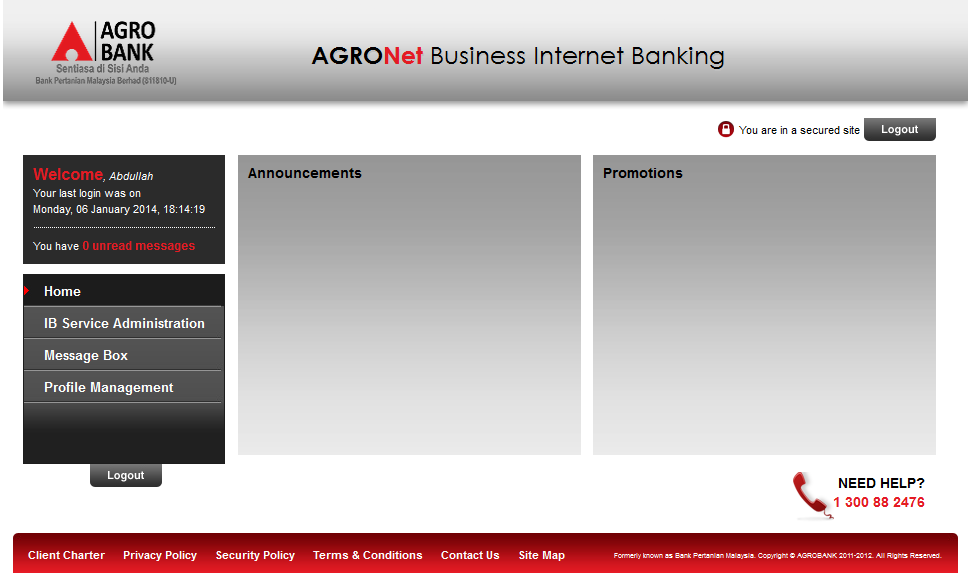 AGRO
BANK
Sentiasa di Sisi Anda
Bank Pertanian Malaysia Berhad (811810-U)
AGRONet Business Internet Banking
You are in a secured site
Logout
Welcome, Abdullah
Your last login was on
Monday, 06 January 2014, 18:14:19
You have 0 unread messages
Home
IB Service Administration
Message Box
Profile Management
Logout
Announcements
Promotions
NEED HELP?
1 300 88 2476
Client Charter Privacy Policy Security Policy Terms & Conditions Contact Us Site Map
Formerly known as Bank Pertanian Malaysia. Copyright © AGROBANK 2011-2012. All Rights Reserved.